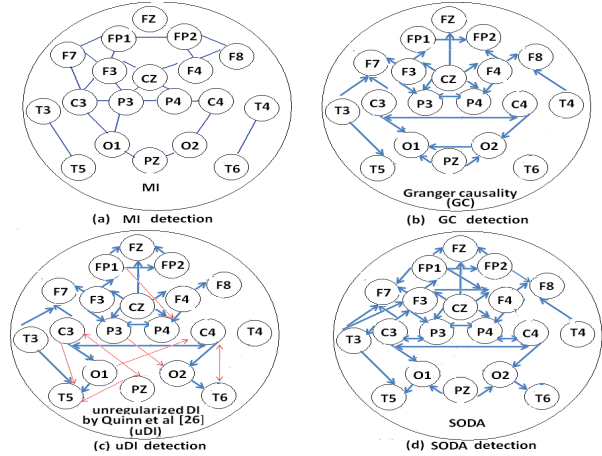 FZ
FP1 FP2
F7 F8
F3 CZ F4
T3 C3 P3 P4 C4 T4
O1 PZ O2
T5 MI T6
(a) MI detection
FZ
FP1 FP2
F7 F3 CZ F4 F8
T3 C3 P3 P4 C4 T4
O1 PZ O2
T5 T6
Granger causality
(GC)
(b) GC detection
FZ
FP1 FP2
F7 F3 CZ F4 F8
T3 C3 P3 P4 C4 T4
O1 PZ O2
T5 T6
unregularized DI
by Quinn et al [26]
(uDI)
(c) uDI detection
FZ
FP1 FP2
F7 F3 CZ F4 F8
T3 C3 P3 P4 C4 T4
O1 PZ O2
T5 T6
SODA
(d) SODA detection